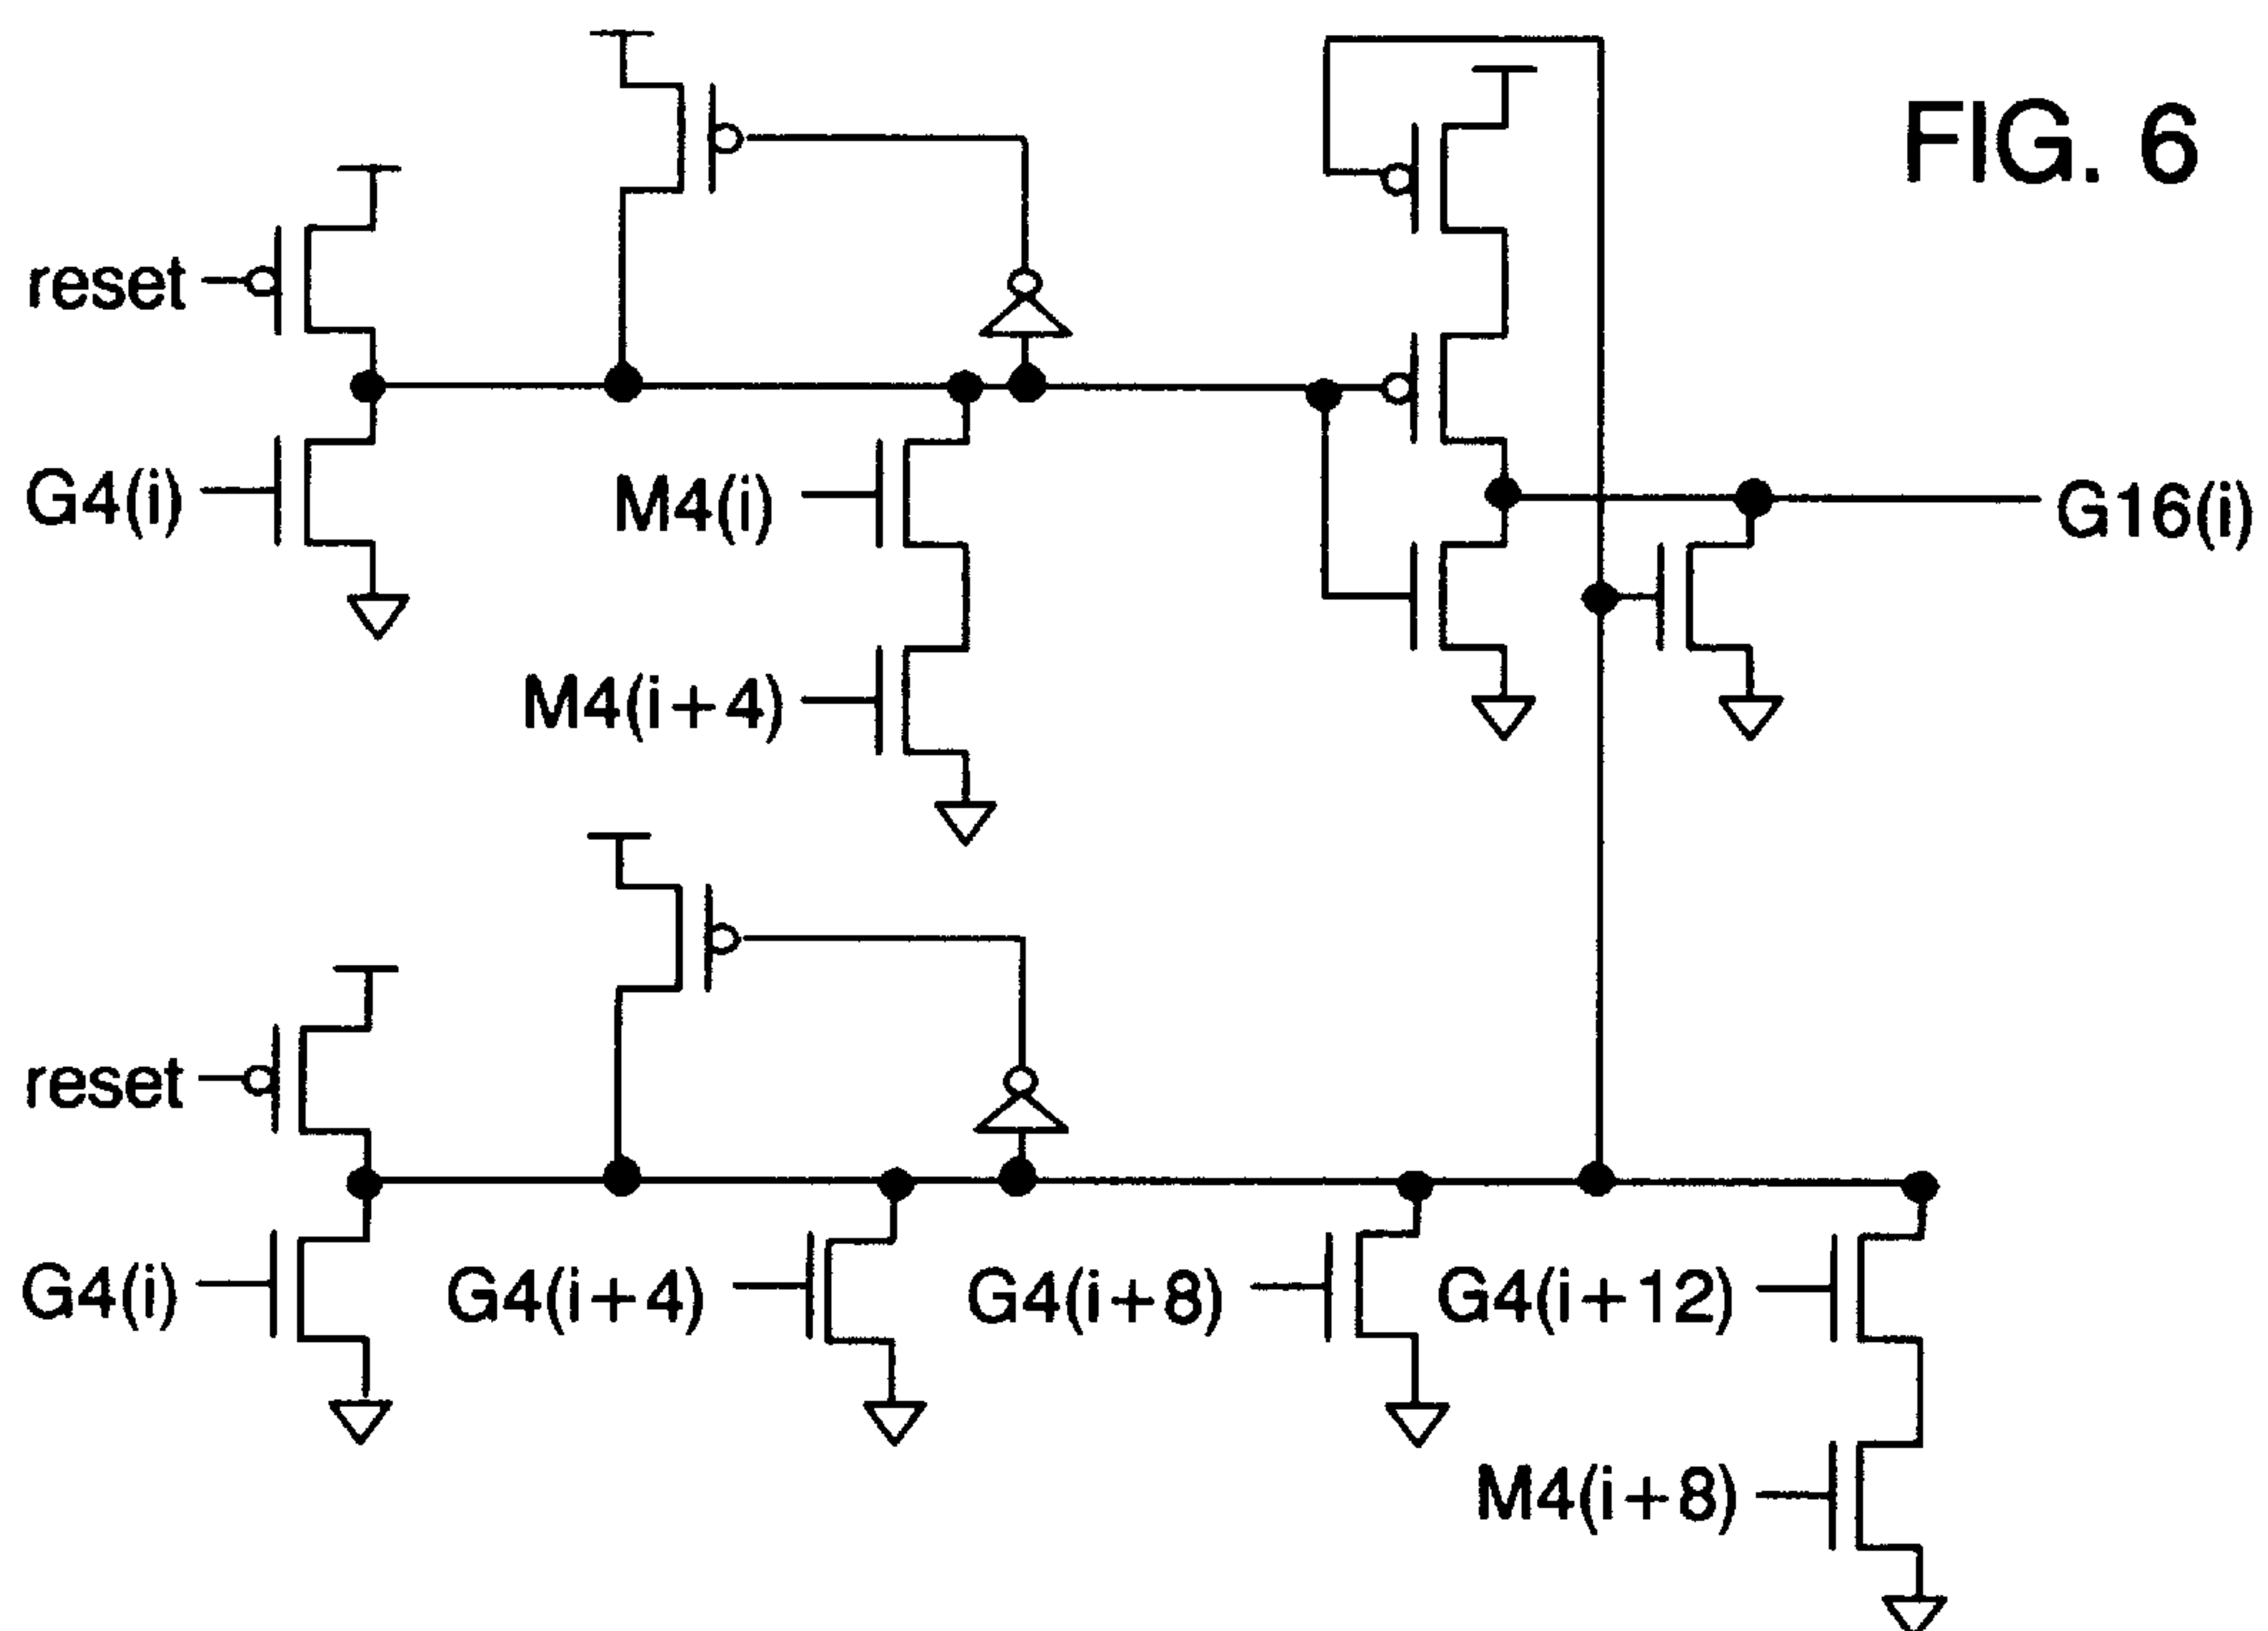 FIG. 6
reset
G4(i)
M4(i)
G16(i)
M4(i+4)
reset
G4(i)
G4(i+4)
G4(i+8)
G4(i+12)
M4(i+8)